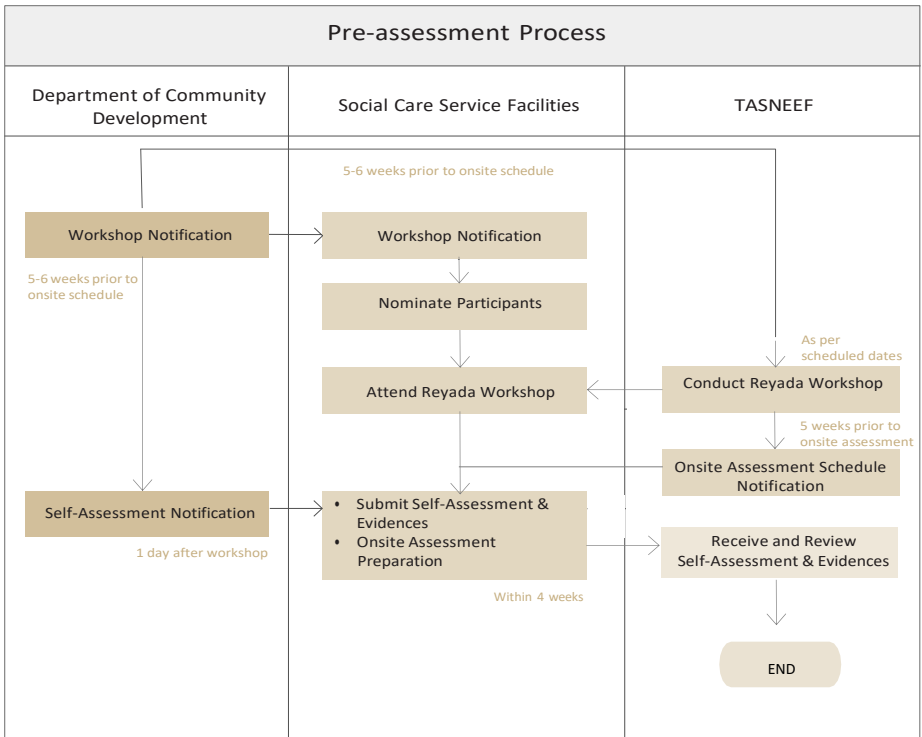 Pre-assessment Process
Department of Community
Development
Social Care Service Facilities
TASNEEF
5-6 weeks prior to onsite schedule
Workshop Notification
Workshop Notification
5-6 weeks prior to
onsite schedule
Nominate Participants
As per
scheduled dates
Attend Reyada Workshop
Conduct Reyada Workshop
5 weeks prior to
onsite assessment
Onsite Assessment Schedule
Notification
Self-Assessment Notification
1 day after workshop
• Submit Self-Assessment &
Evidences
• Onsite Assessment
Preparation
Within 4 weeks
Receive and Review
Self-Assessment & Evidences
END